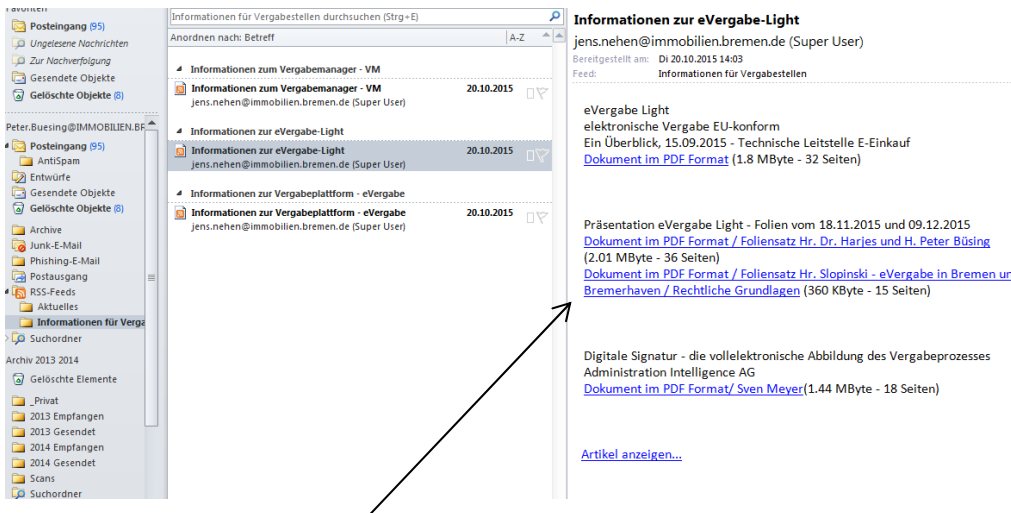 Favoriten
Posteingang (95)
Ungelesene Nachrichten
Zur Nachverfolgung
Gesendete Objekte
Gelöschte Objekte (8)
Peter.Buesing@IMMOBILIEN.BR
Posteingang (95)
AntiSpam
Entwürfe
Gesendete Objekte
Gelöschte Objekte (8)
Archive
Junk-E-Mail
Phishing-E-Mail
Postausgang
RSS-Feeds
Aktuelles
Informationen für Verga
Suchordner
Archiv 2013 2014
Gelöschte Elemente
_Privat
2013 Empfangen
2013 Gesendet
2014 Empfangen
2014 Gesendet
Scans
Suchordner
Informationen für Vergabestellen durchsuchen (Strg+E)
Anordnen nach: Betreff A-Z
Informationen zum Vergabemanager - VM
Informationen zum Vergabemanager - VM 20.10.2015
jens.nehen@immobilien.bremen.de (Super User)
Informationen zur eVergabe-Light
Informationen zur eVergabe-Light 20.10.2015
jens.nehen@immobilien.bremen.de (Super User)
Informationen zur Vergabeplattform - eVergabe
Informationen zur Vergabeplattform - eVergabe 20.10.2015
jens.nehen@immobilien.bremen.de (Super User)
Informationen zur eVergabe-Light
jens.nehen@immobilien.bremen.de (Super User)
Bereitgestellt am: Di 20.10.2015 14:03
Feed: Informationen für Vergabestellen
eVergabe Light
elektronische Vergabe EU-konform
Ein Überblick, 15.09.2015 - Technische Leitstelle E-Einkauf
Dokument im PDF Format (1.8 MByte - 32 Seiten)
Präsentation eVergabe Light - Folien vom 18.11.2015 und 09.12.2015
Dokument im PDF Format / Foliensatz Hr. Dr. Harjes und H. Peter Büsing
(2.01 MByte - 36 Seiten)
Dokument im PDF Format / Foliensatz Hr. Slopinski - eVergabe in Bremen un
Bremerhaven / Rechtliche Grundlagen (360 KByte - 15 Seiten)
Digitale Signatur - die vollelektronische Abbildung des Vergabeprozesses
Administration Intelligence AG
Dokument im PDF Format/ Sven Meyer(1.44 MByte - 18 Seiten)
Artikel anzeigen...